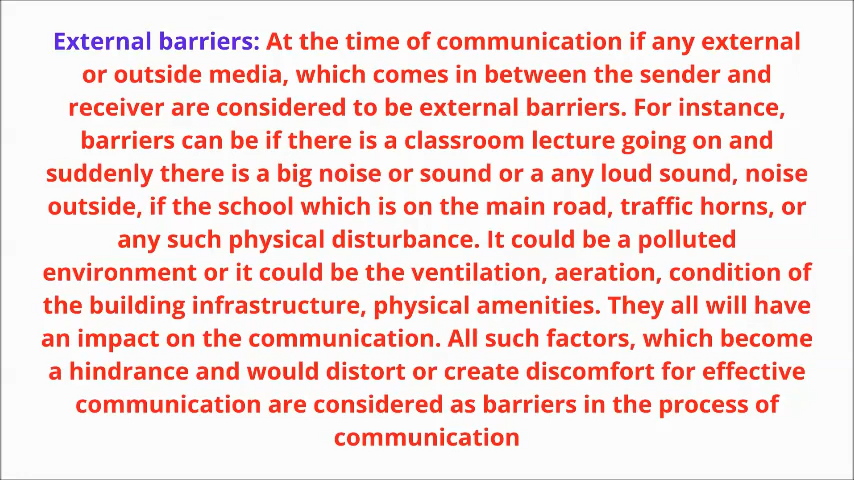 External barriers: At the time of communication if any external
or outside media, which comes in between the sender and
receiver are considered to be external barriers. For instance,
barriers can be if there is a classroom lecture going on and
suddenly there is a big noise or sound or a any loud sound, noise
outside, if the school which is on the main road, traffic horns, or
any such physical disturbance. It could be a polluted
environment or it could be the ventilation, aeration, condition of
the building infrastructure, physical amenities. They all will have
an impact on the communication. All such factors, which become
a hindrance and would distort or create discomfort for effective
communication are considered as barriers in the process of
communication